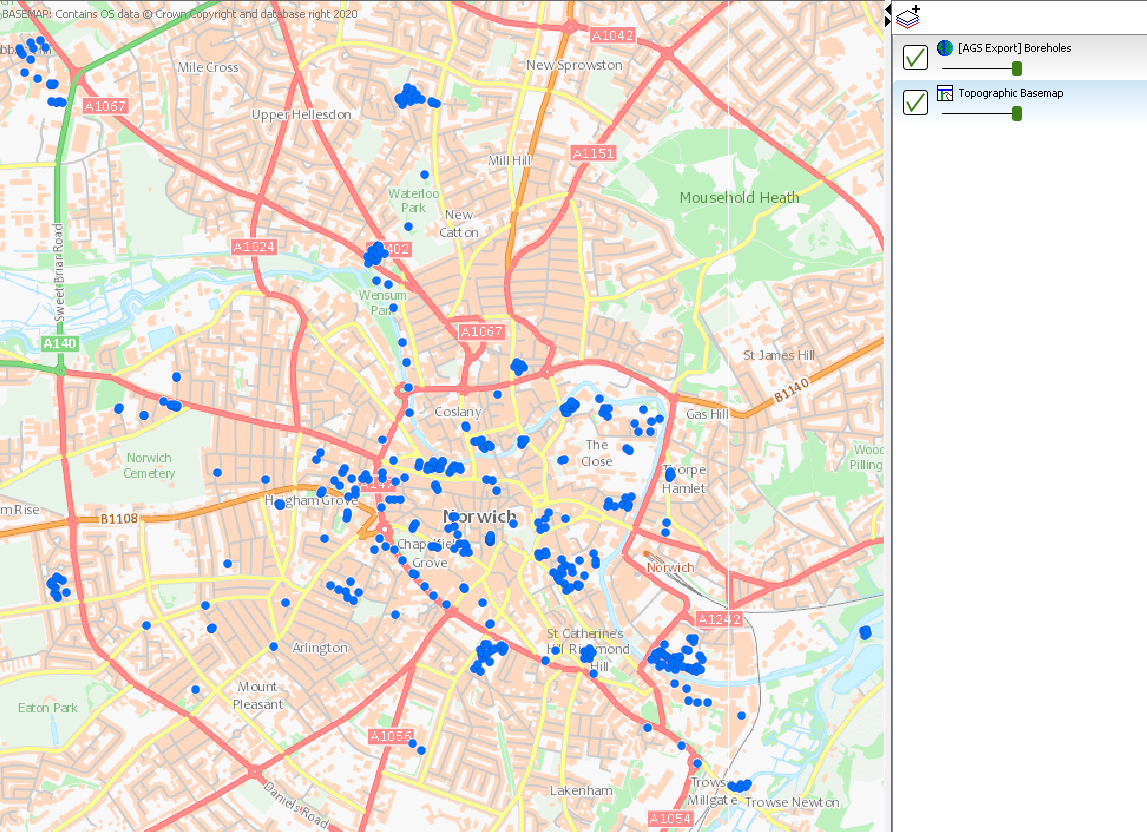 BASEMAP: Contains OS data © Crown Copyright and database right 2020
A1042
[AGS Export] Boreholes
Mile Cross
New Sprowston
Topographic Basemap
A1067
Upper Hellesdon
A1151
Mill Hill
Waterloo
Park
Mousehold Heath
New
Catton
A1024
402
Sweet Briar Road
Wensum
Park
A1067
A140
St James Hill
B1140
Coslany
Gas Hill
Norwich
Cemetery
The
Close
Wood
Pilling
Thorpe
Hamlet
A147
Heigham Grove
m Rise
B1108
Norwich
Chapelfield
Grove
Norwich
A1242
St Catherine's
Hill Richmond
Hill
Arlington
Mount
Pleasant
Eaton Park
A1056
Daniels Road
Lakenham
Trowse
Millgate
Trowse Newton
A1054